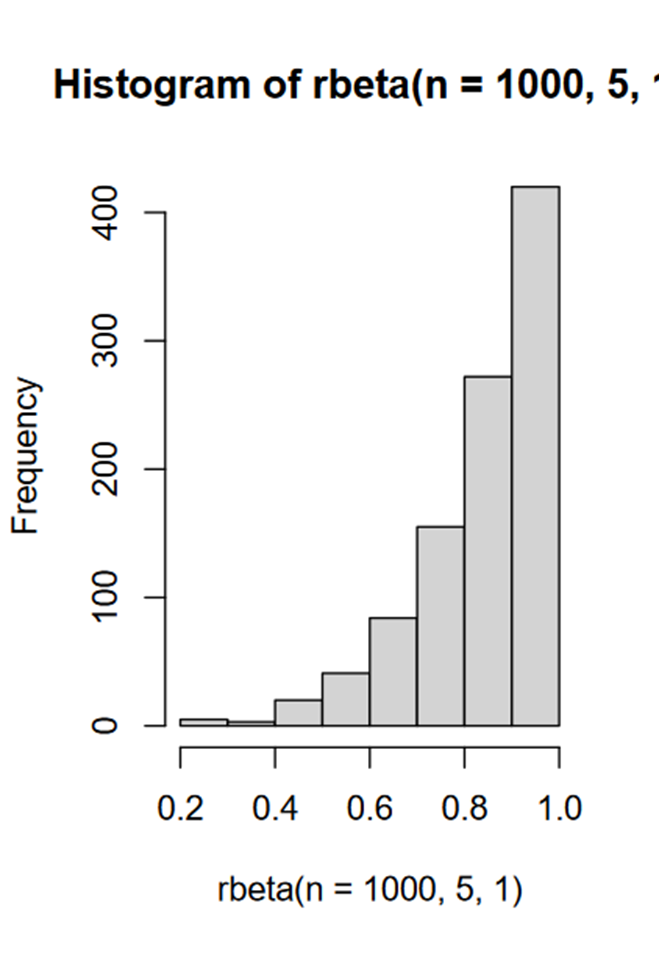 Histogram of rbeta(n = 1000, 5,
Frequency
400
300
200
100
0
0.2 0.4 0.6 0.8 1.0
rbeta(n = 1000, 5, 1)